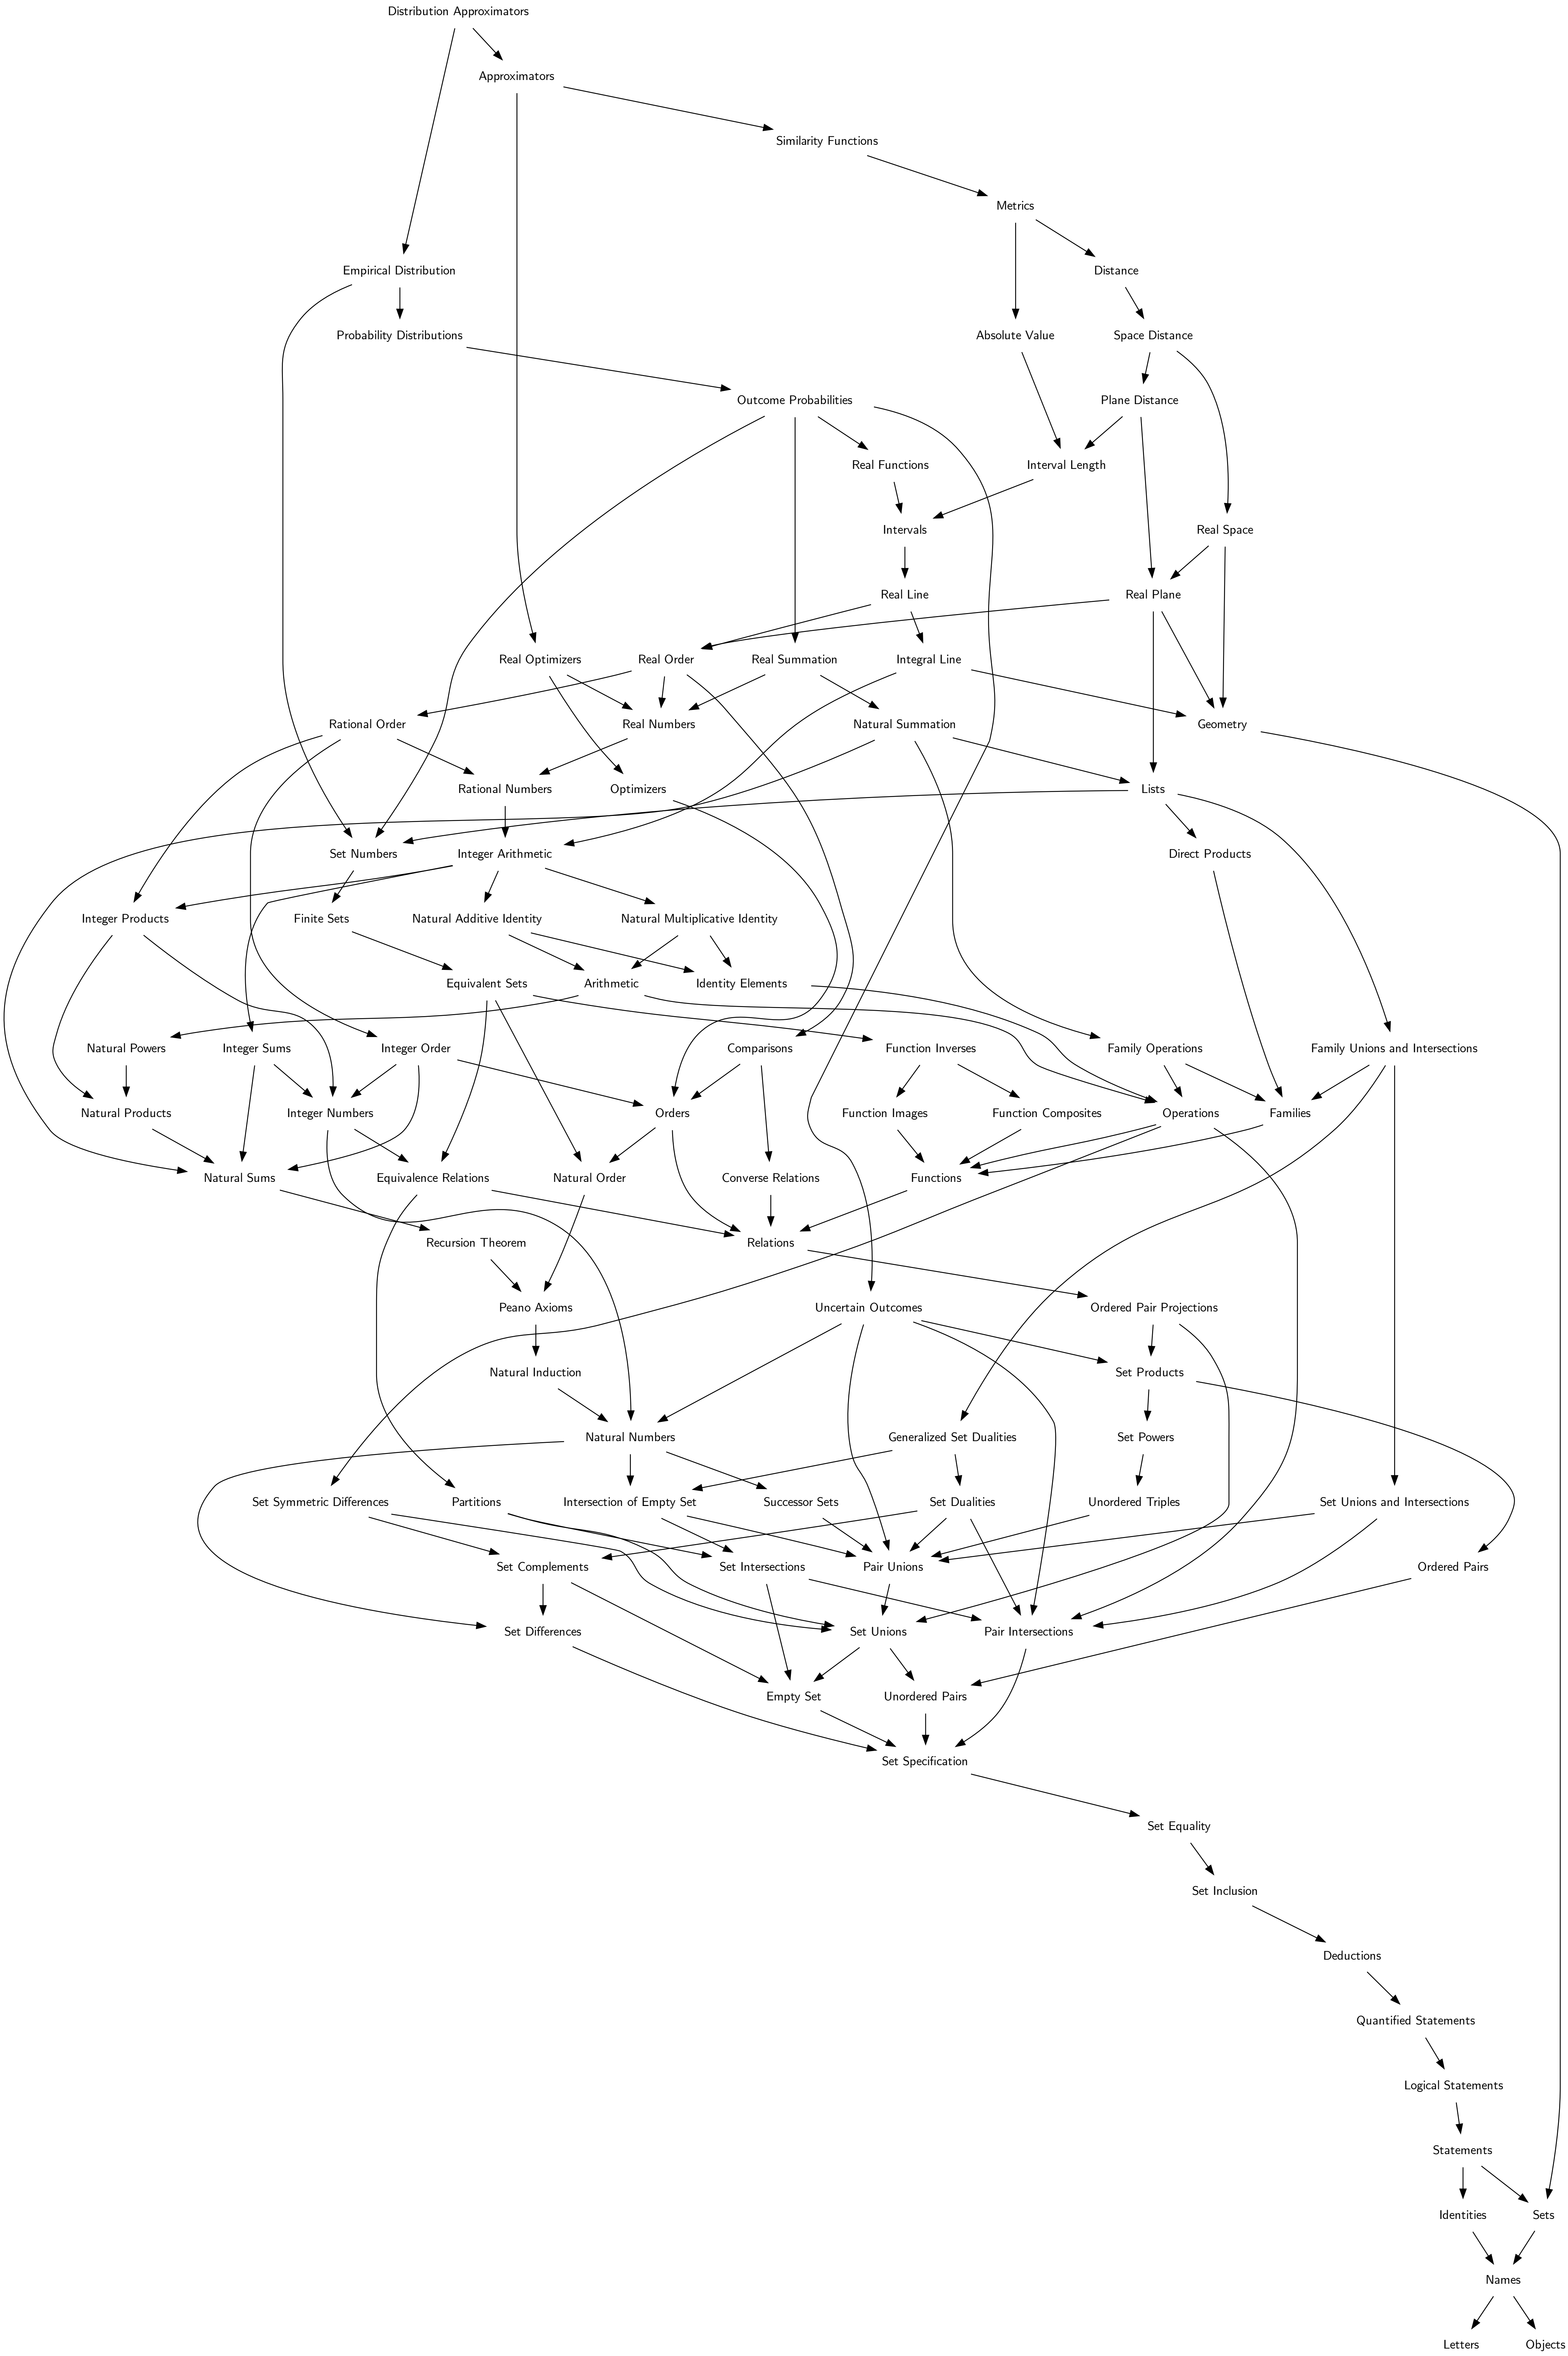 Distribution Approximators
Approximators
Similarity Functions
Metrics
Empirical Distribution
Distance
Probability Distributions
Absolute Value
Space Distance
Outcome Probabilities
Plane Distance
Real Functions
Interval Length
Intervals
Real Space
Real Line
Real Plane
Real Optimizers
Real Order
Real Summation
Integral Line
Rational Order
Real Numbers
Natural Summation
Geometry
Rational Numbers
Optimizers
Lists
Set Numbers
Integer Arithmetic
Direct Products
Integer Products
Finite Sets
Natural Additive Identity
Natural Multiplicative Identity
Equivalent Sets
Arithmetic
Identity Elements
Natural Powers
Integer Sums
Integer Order
Comparisons
Function Inverses
Family Operations
Family Unions and Intersections
Natural Products
Integer Numbers
Orders
Function Images
Function Composites
Operations
Families
Natural Sums
Equivalence Relations
Natural Order
Converse Relations
Functions
Recursion Theorem
Relations
Peano Axioms
Uncertain Outcomes
Ordered Pair Projections
Natural Induction
Set Products
Natural Numbers
Generalized Set Dualities
Set Powers
Set Symmetric Differences
Partitions
Intersection of Empty Set
Successor Sets
Set Dualities
Unordered Triples
Set Unions and Intersections
Set Complements
Set Intersections
Pair Unions
Ordered Pairs
Set Differences
Set Unions
Pair Intersections
Empty Set
Unordered Pairs
Set Specification
Set Equality
Set Inclusion
Deductions
Quantified Statements
Logical Statements
Statements
Identities
Sets
Names
Letters
Objects